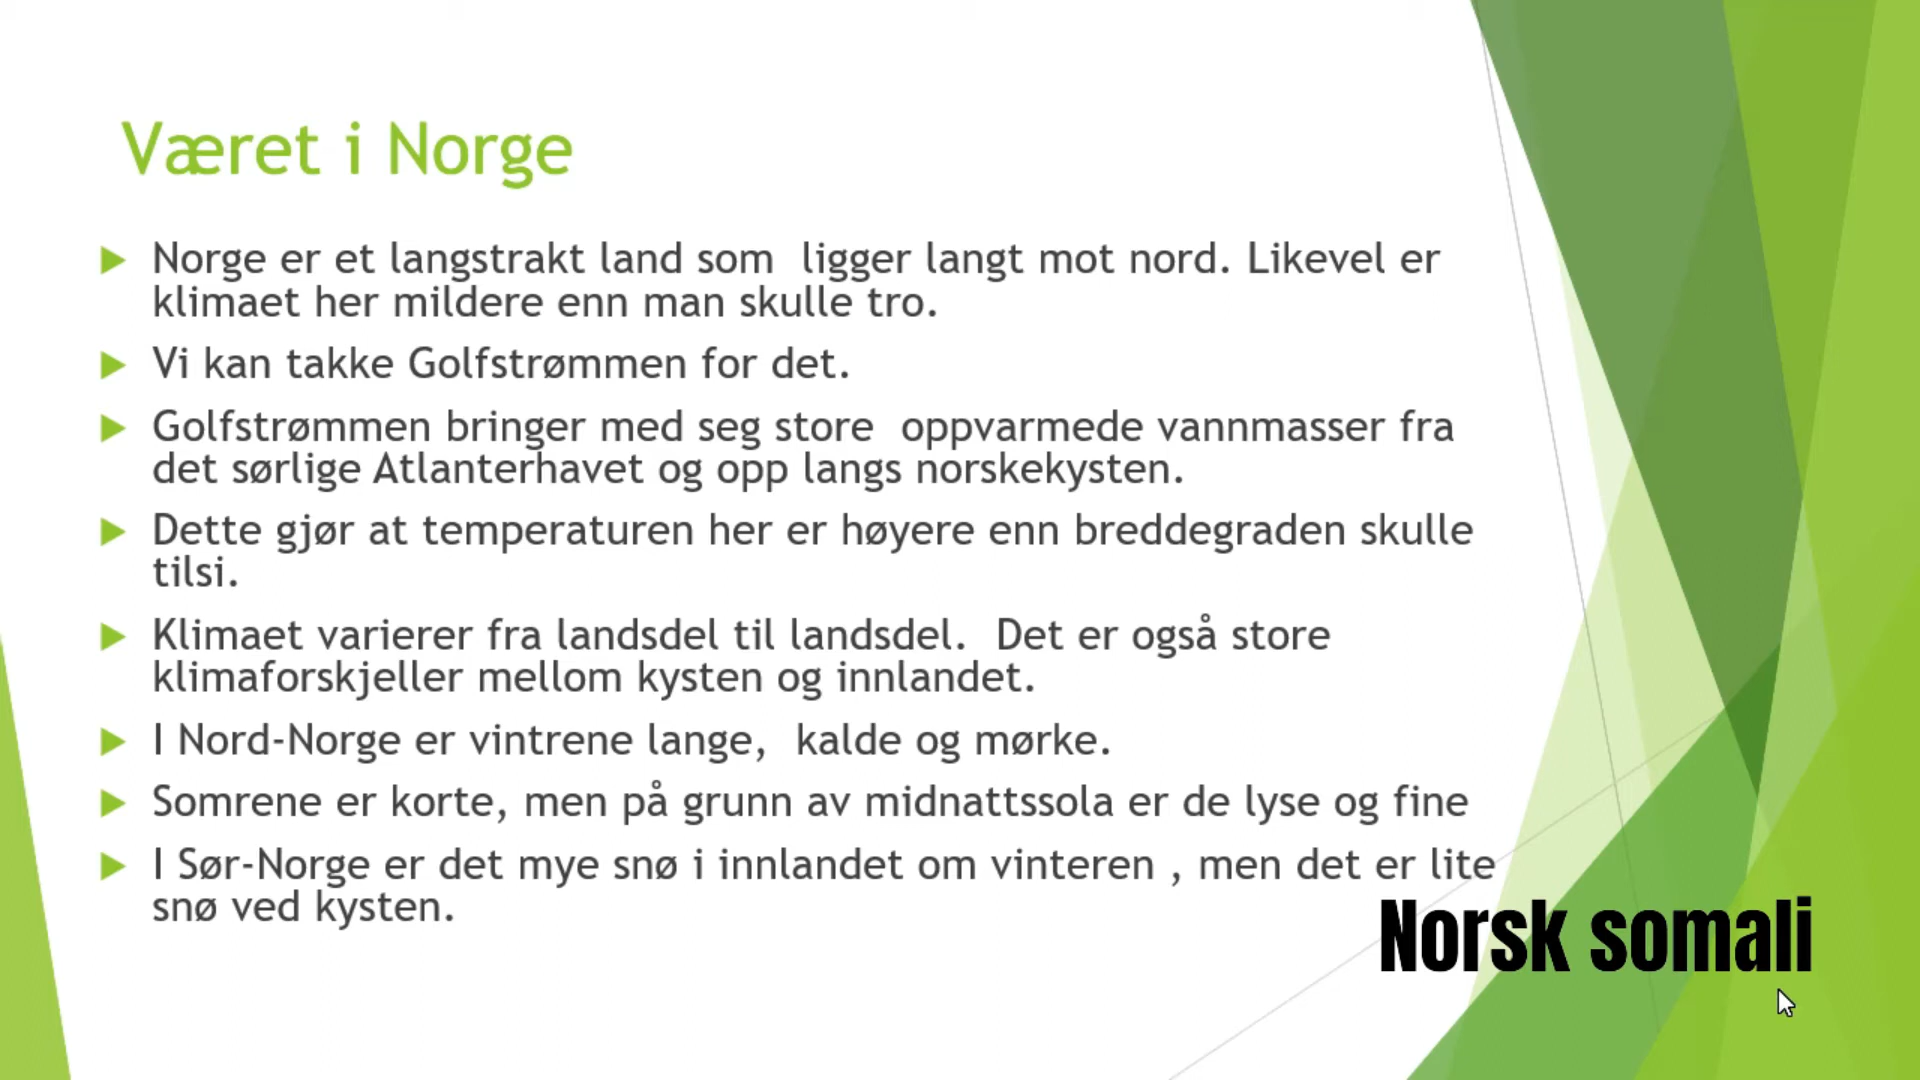 Været i Norge
Norge er et langstrakt land som  ligger langt mot nord. Likevel er
klimaet her mildere enn man skulle tro.
Vi kan takke Golfstrømmen for det.
Golfstrømmen bringer med seg store  oppvarmede vannmasser fra
det sørlige Atlanterhavet og opp langs norskekysten.
Dette gjør at temperaturen her er høyere enn breddegraden skulle
tilsi.
Klimaet varierer fra landsdel til landsdel.  Det er også store
klimaforskjeller mellom kysten og innlandet.
I Nord-Norge er vintrene lange,  kalde og mørke.
Somrene er korte, men på grunn av midnattssola er de lyse og fine
I Sør-Norge er det mye snø i innlandet om vinteren , men det er lite
snø ved kysten.
Norsk somali